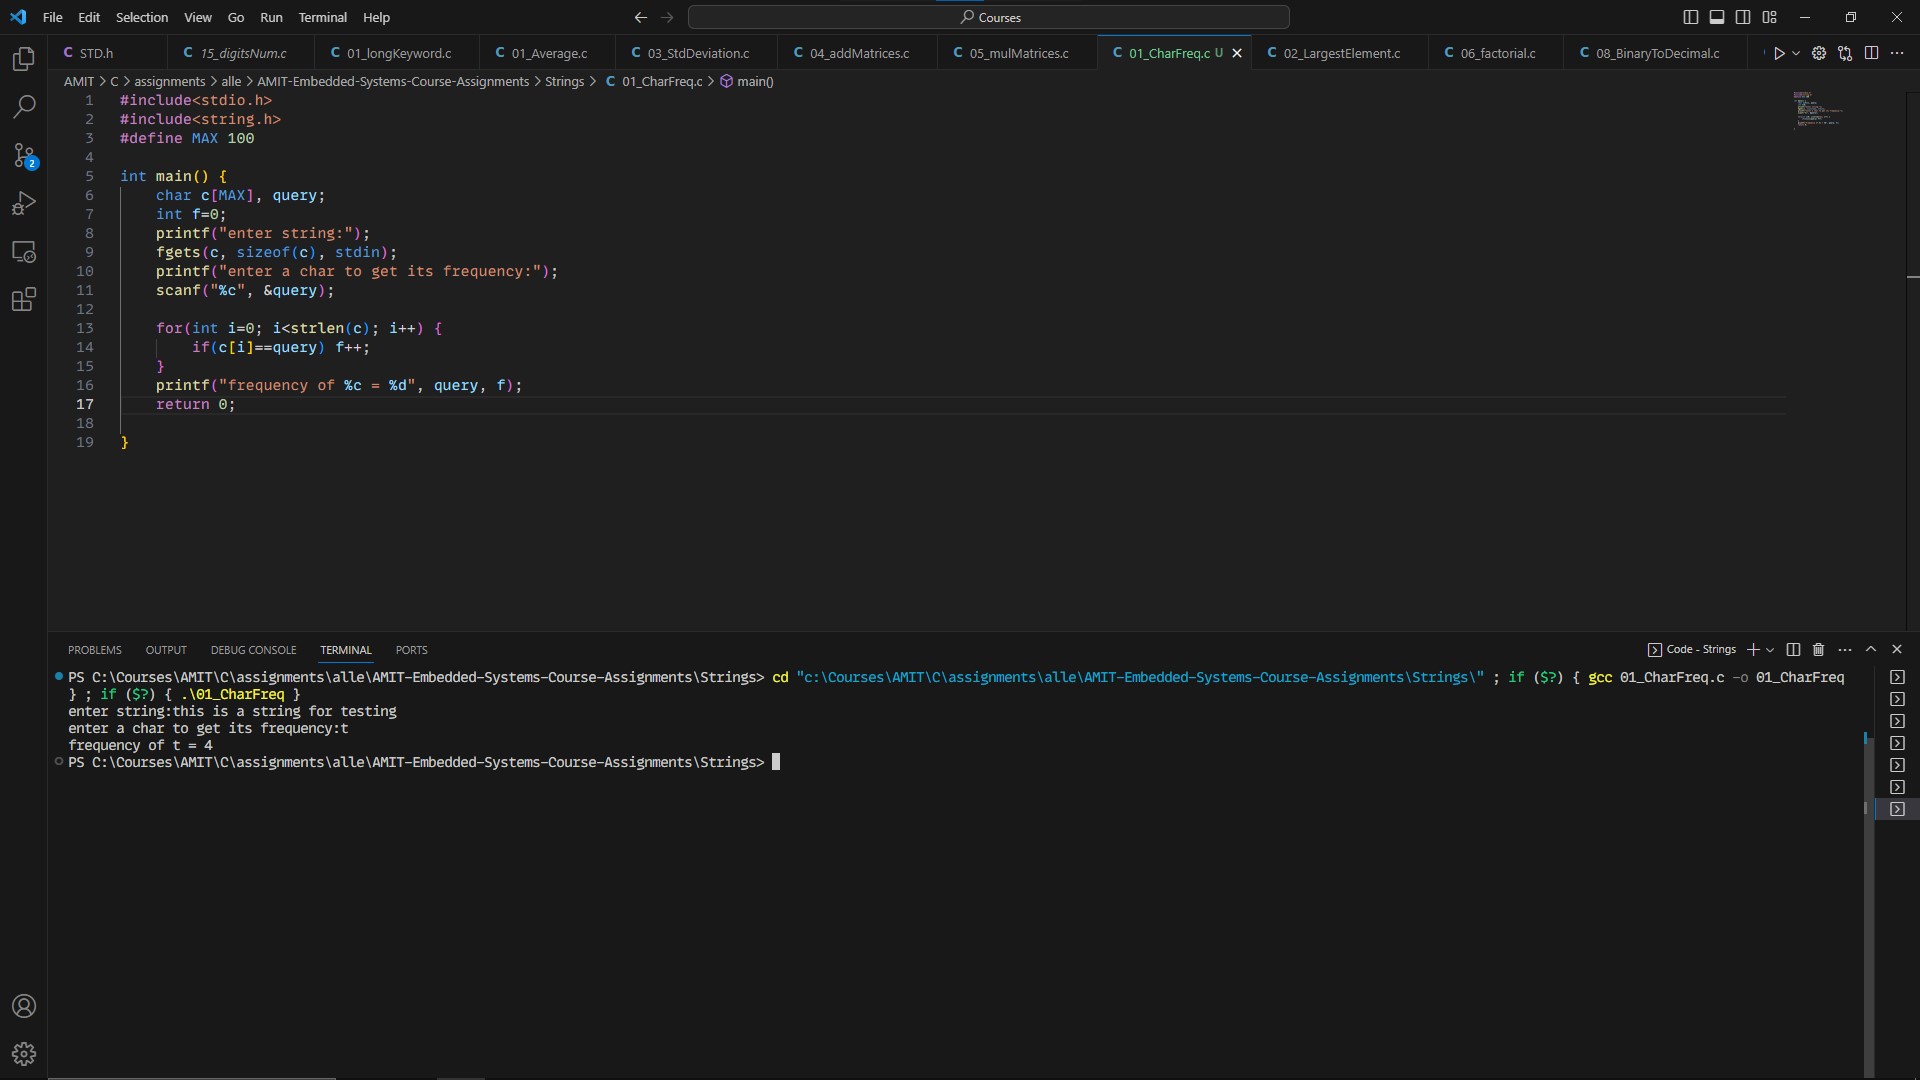 File Edit Selection View Go Run Terminal Help Courses
STD.h 15_digitsNum.c 01_longKeyword.c 01_Average.c 03_StdDeviation.c 04_addMatrices.c 05_mulMatrices.c 01_CharFreq.c U 02_LargestElement.c 06_factorial.c 08_BinaryToDecimal.c
AMIT > C > assignments > alle > AMIT-Embedded-Systems-Course-Assignments > Strings > C 01_CharFreq.c > main()
1 #include<stdio.h>
2 #include<string.h>
3 #define MAX 100
4
5 int main() {
6     char c[MAX], query;
7     int f=0;
8     printf("enter string:");
9     fgets(c, sizeof(c), stdin);
10     printf("enter a char to get its frequency:");
11     scanf("%c", &query);
12
13     for(int i=0; i<strlen(c); i++) {
14         if(c[i]==query) f++;
15     }
16     printf("frequency of %c = %d", query, f);
17     return 0;
18
19 }
2
PROBLEMS OUTPUT DEBUG CONSOLE TERMINAL PORTS Code - Strings
PS C:\Courses\AMIT\C\assignments\alle\AMIT-Embedded-Systems-Course-Assignments\Strings> cd "c:\Courses\AMIT\C\assignments\alle\AMIT-Embedded-Systems-Course-Assignments\Strings\" ; if ($?) { gcc 01_CharFreq.c -o 01_CharFreq
} ; if ($?) { .\01_CharFreq }
enter string:this is a string for testing
enter a char to get its frequency:t
frequency of t = 4
PS C:\Courses\AMIT\C\assignments\alle\AMIT-Embedded-Systems-Course-Assignments\Strings>